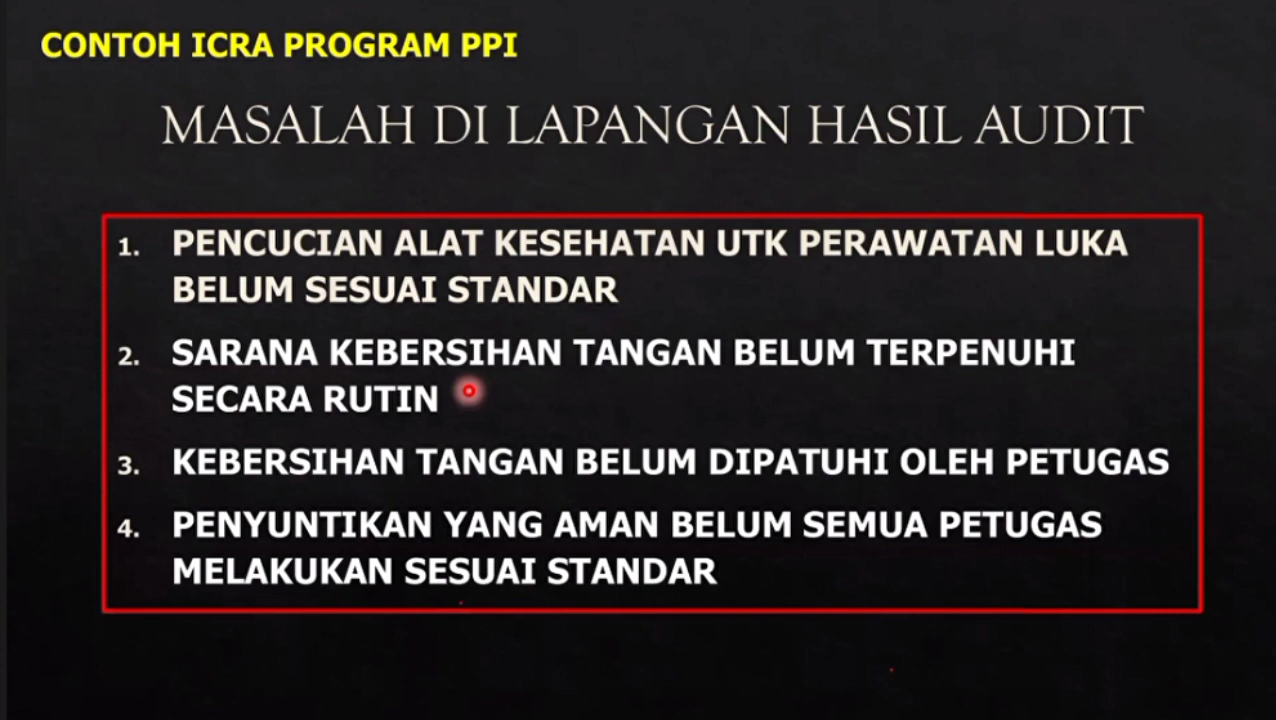 CONTOH ICRA PROGRAM PPI
MASALAH DI LAPANGAN HASIL AUDIT
1. PENCUCIAN ALAT KESEHATAN UTK PERAWATAN LUKA
BELUM SESUAI STANDAR
2. SARANA KEBERSIHAN TANGAN BELUM TERPENUHI
SECARA RUTIN
3. KEBERSIHAN TANGAN BELUM DIPATUHI OLEH PETUGAS
4. PENYUNTIKAN YANG AMAN BELUM SEMUA PETUGAS
MELAKUKAN SESUAI STANDAR